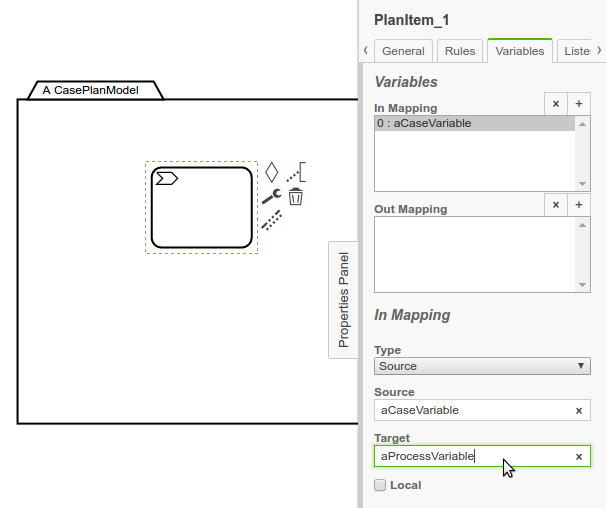 PlanItem_1
General
Rules
Variables
Liste
A CasePlanModel
Variables
In Mapping
× +
0 : aCaseVariable
Out Mapping
× +
Properties Panel
In Mapping
Type
Source
Source
aCaseVariable ×
Target
aProcessVariable ×
Local